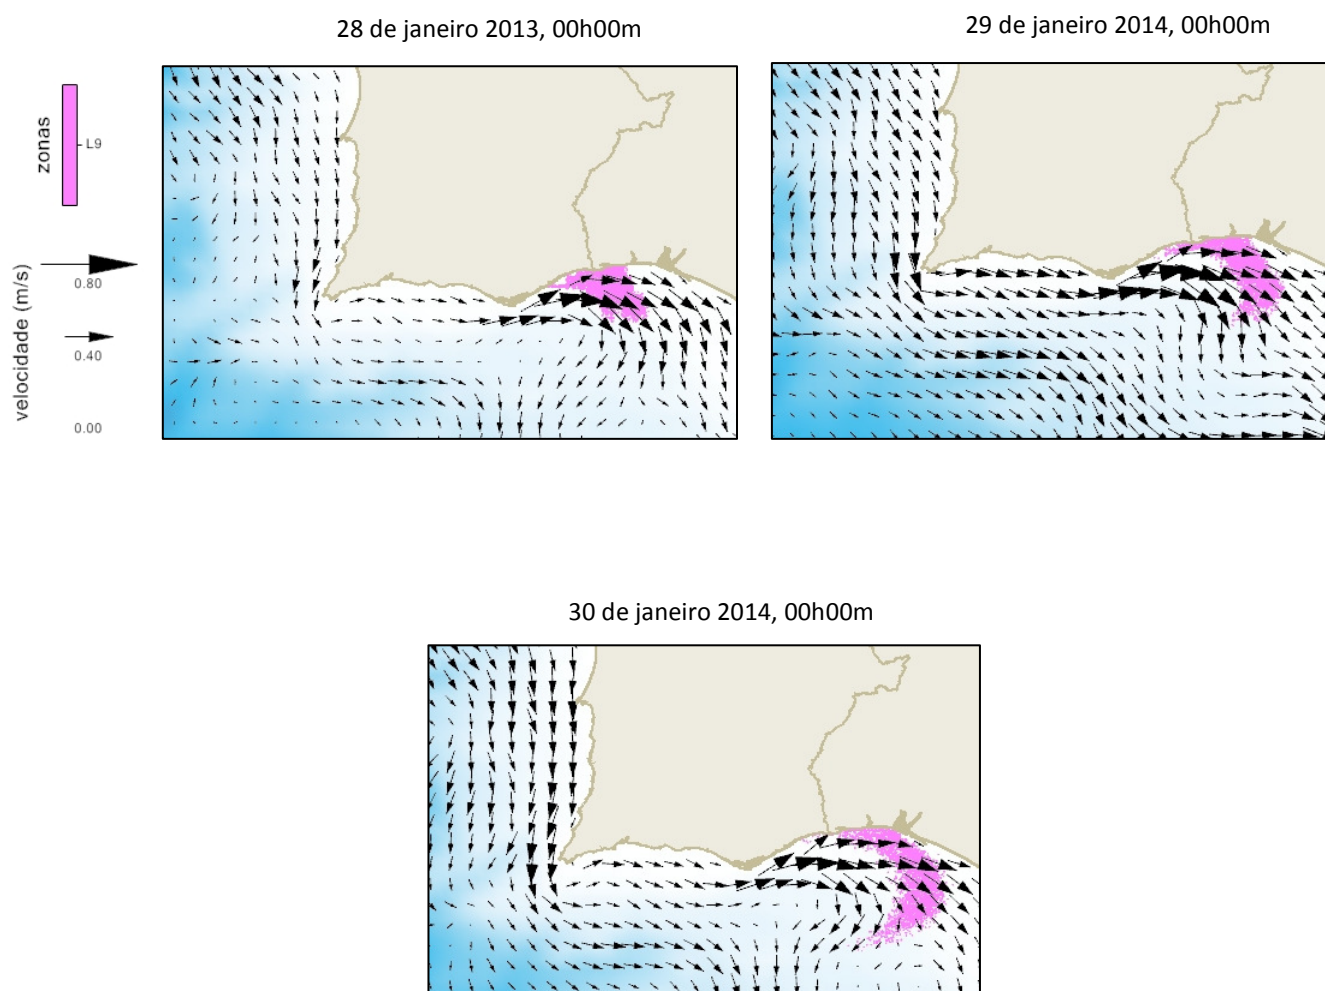 28 de janeiro 2013, 00h00m
29 de janeiro 2014, 00h00m
zonas
L9
velocidade (m/s)
0.80
0.40
0.00
30 de janeiro 2014, 00h00m